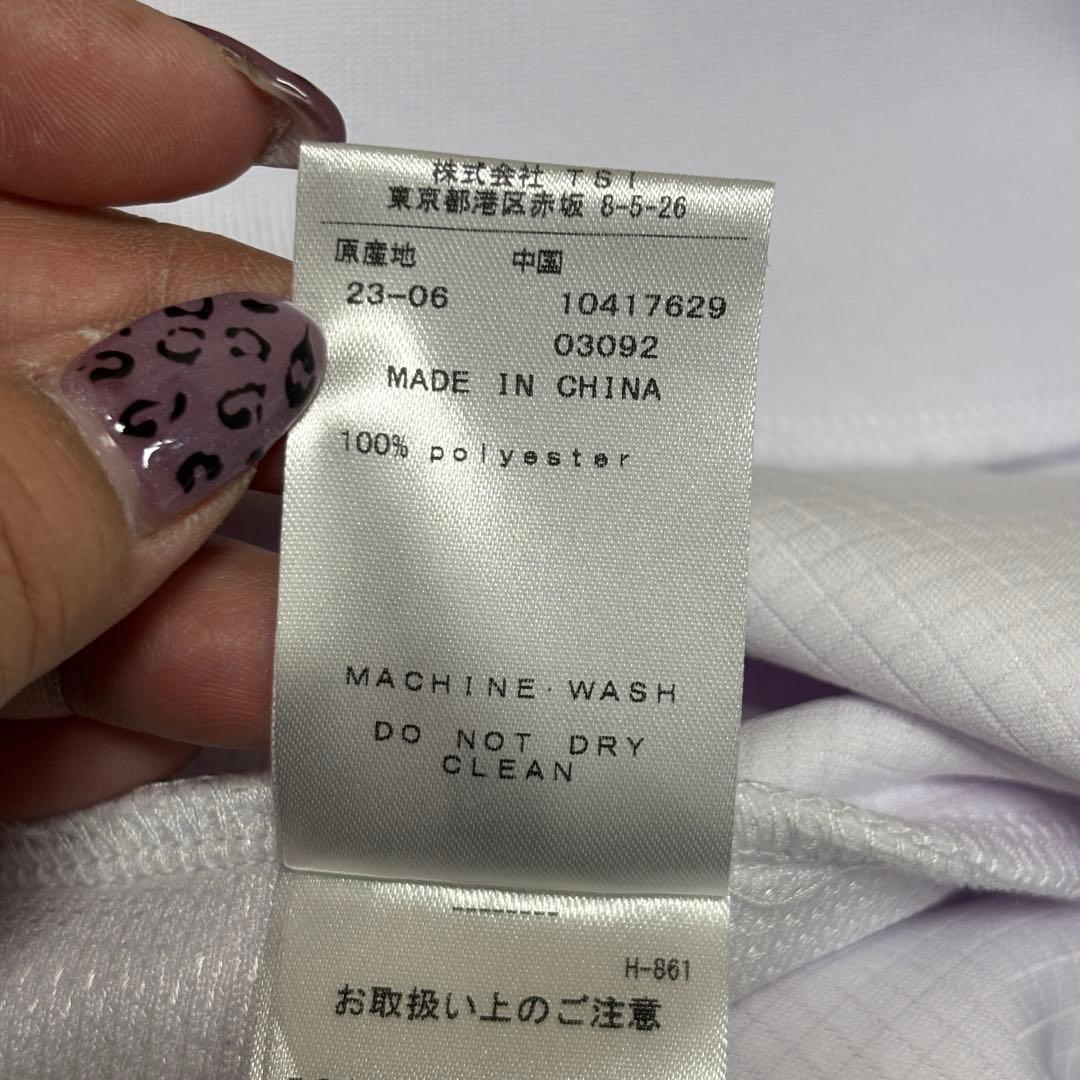 株式会社 TSI
東京都港区赤坂 8-5-26
原産地 中国
23-06 10417629
03092
MADE IN CHINA
100% polyester
MACHINE·WASH
DO NOT DRY
CLEAN
--------
H-861
お取扱い上のご注意